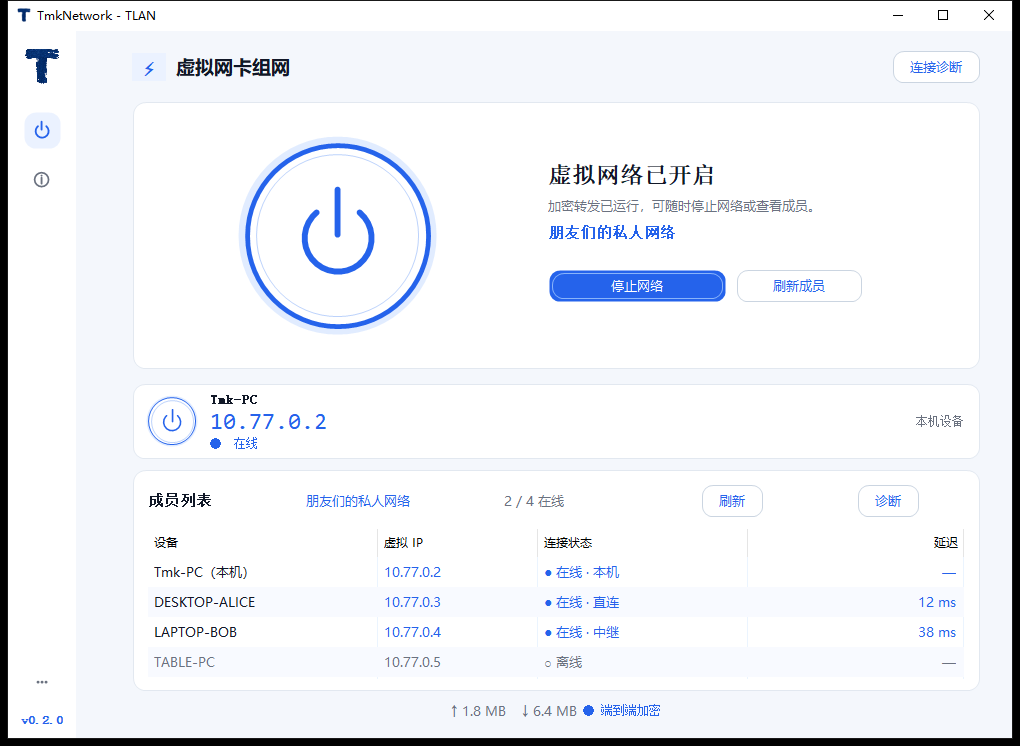 TmkNetwork - TLAN
T
⚡ 虚拟网卡组网
连接诊断
虚拟网络已开启
加密转发已运行，可随时停止网络或查看成员。
朋友们的私人网络
停止网络 刷新成员
Tmk-PC
10.77.0.2
在线
本机设备
成员列表 朋友们的私人网络 2 / 4 在线 刷新 诊断
设备 虚拟 IP 连接状态 延迟
Tmk-PC（本机） 10.77.0.2 ● 在线 · 本机 —
DESKTOP-ALICE 10.77.0.3 ● 在线 · 直连 12 ms
LAPTOP-BOB 10.77.0.4 ● 在线 · 中继 38 ms
TABLE-PC 10.77.0.5 ○ 离线 —
↑ 1.8 MB ↓ 6.4 MB ● 端到端加密
v0.2.0